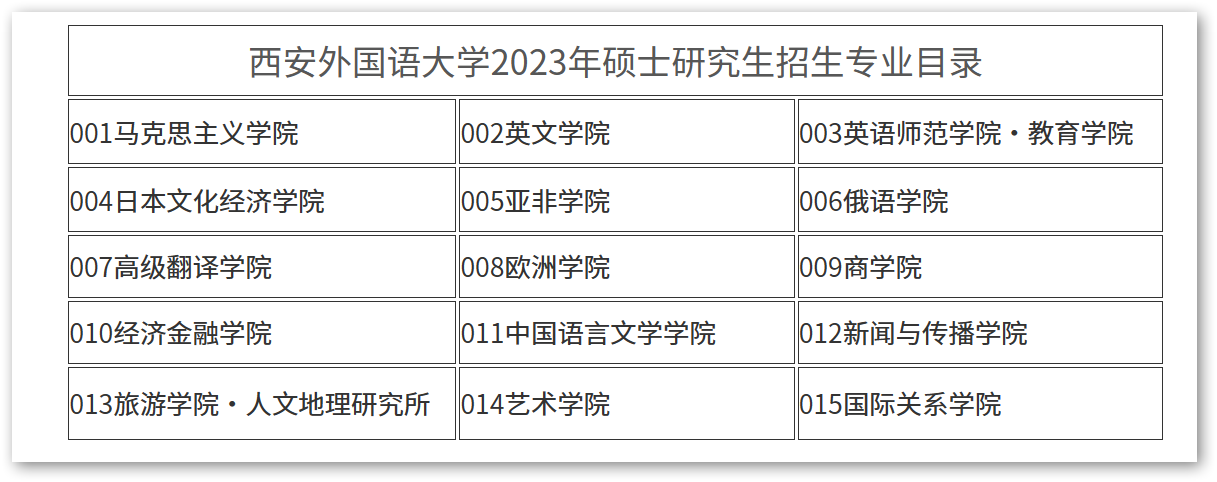 西安外国语大学2023年硕士研究生招生专业目录
001马克思主义学院
002英文学院
003英语师范学院·教育学院
004日本文化经济学院
005亚非学院
006俄语学院
007高级翻译学院
008欧洲学院
009商学院
010经济金融学院
011中国语言文学学院
012新闻与传播学院
013旅游学院·人文地理研究所
014艺术学院
015国际关系学院